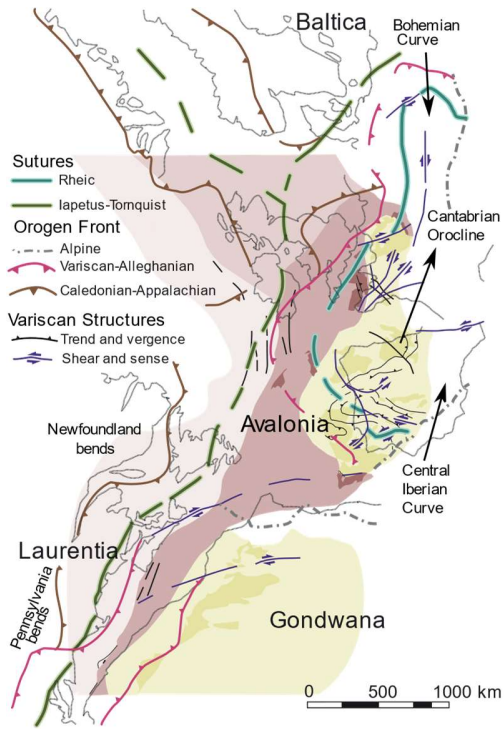 Baltica
Bohemian
Curve
Sutures
Rheic
Iapetus-Tornquist
Orogen Front
Alpine
Variscan-Alleghanian
Caledonian-Appalachian
Variscan Structures
Trend and vergence
Shear and sense
Cantabrian
Orocline
Newfoundland
bends
Avalonia
Central
Iberian
Curve
Laurentia
Pennsylvania
bends
Gondwana
0 500 1000 km